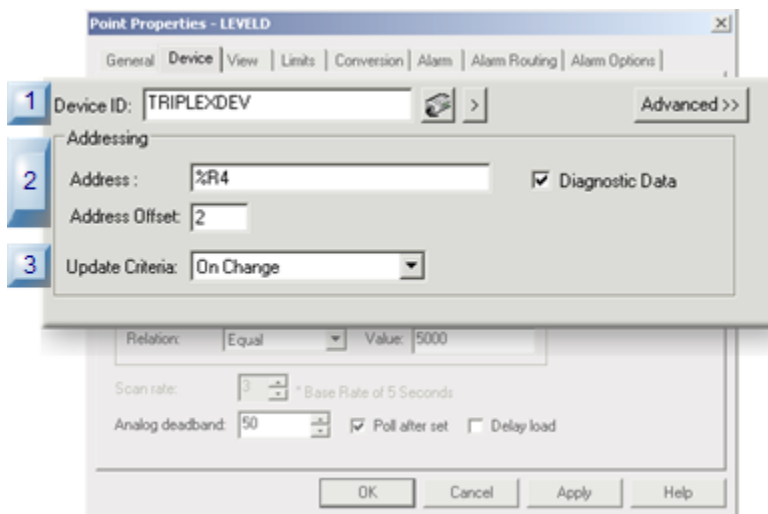 Point Properties - LEVELD
General Device View Limits Conversion Alarm Alarm Routing Alarm Options
1 Device ID: TRIPLEXDEV > Advanced >>
Addressing
2 Address : %R4 Diagnostic Data
Address Offset: 2
3 Update Criteria: On Change
Relation: Equal Value: 5000
Scan rate: 3 * Base Rate of 5 Seconds
Analog deadband: 50 Poll after set Delay load
OK Cancel Apply Help